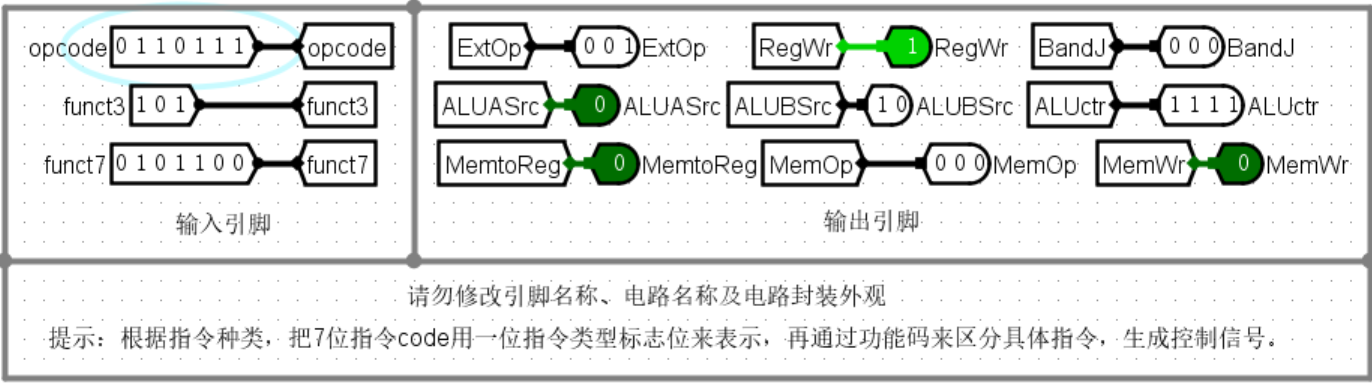 opcode 0 1 1 0 1 1 1 opcode ExtOp 0 0 1 ExtOp RegWr 1 RegWr BandJ 0 0 0 BandJ
funct3 1 0 1 funct3 ALUASrc 0 ALUASrc ALUBSrc 1 0 ALUBSrc ALUctr 1 1 1 1 ALUctr
funct7 0 1 0 1 1 0 0 funct7 MemtoReg 0 MemtoReg MemOp 0 0 0 MemOp MemWr 0 MemWr
输入引脚 输出引脚
请勿修改引脚名称、电路名称及电路封装外观
提示：根据指令种类，把7位指令code用一位指令类型标志位来表示，再通过功能码来区分具体指令，生成控制信号。